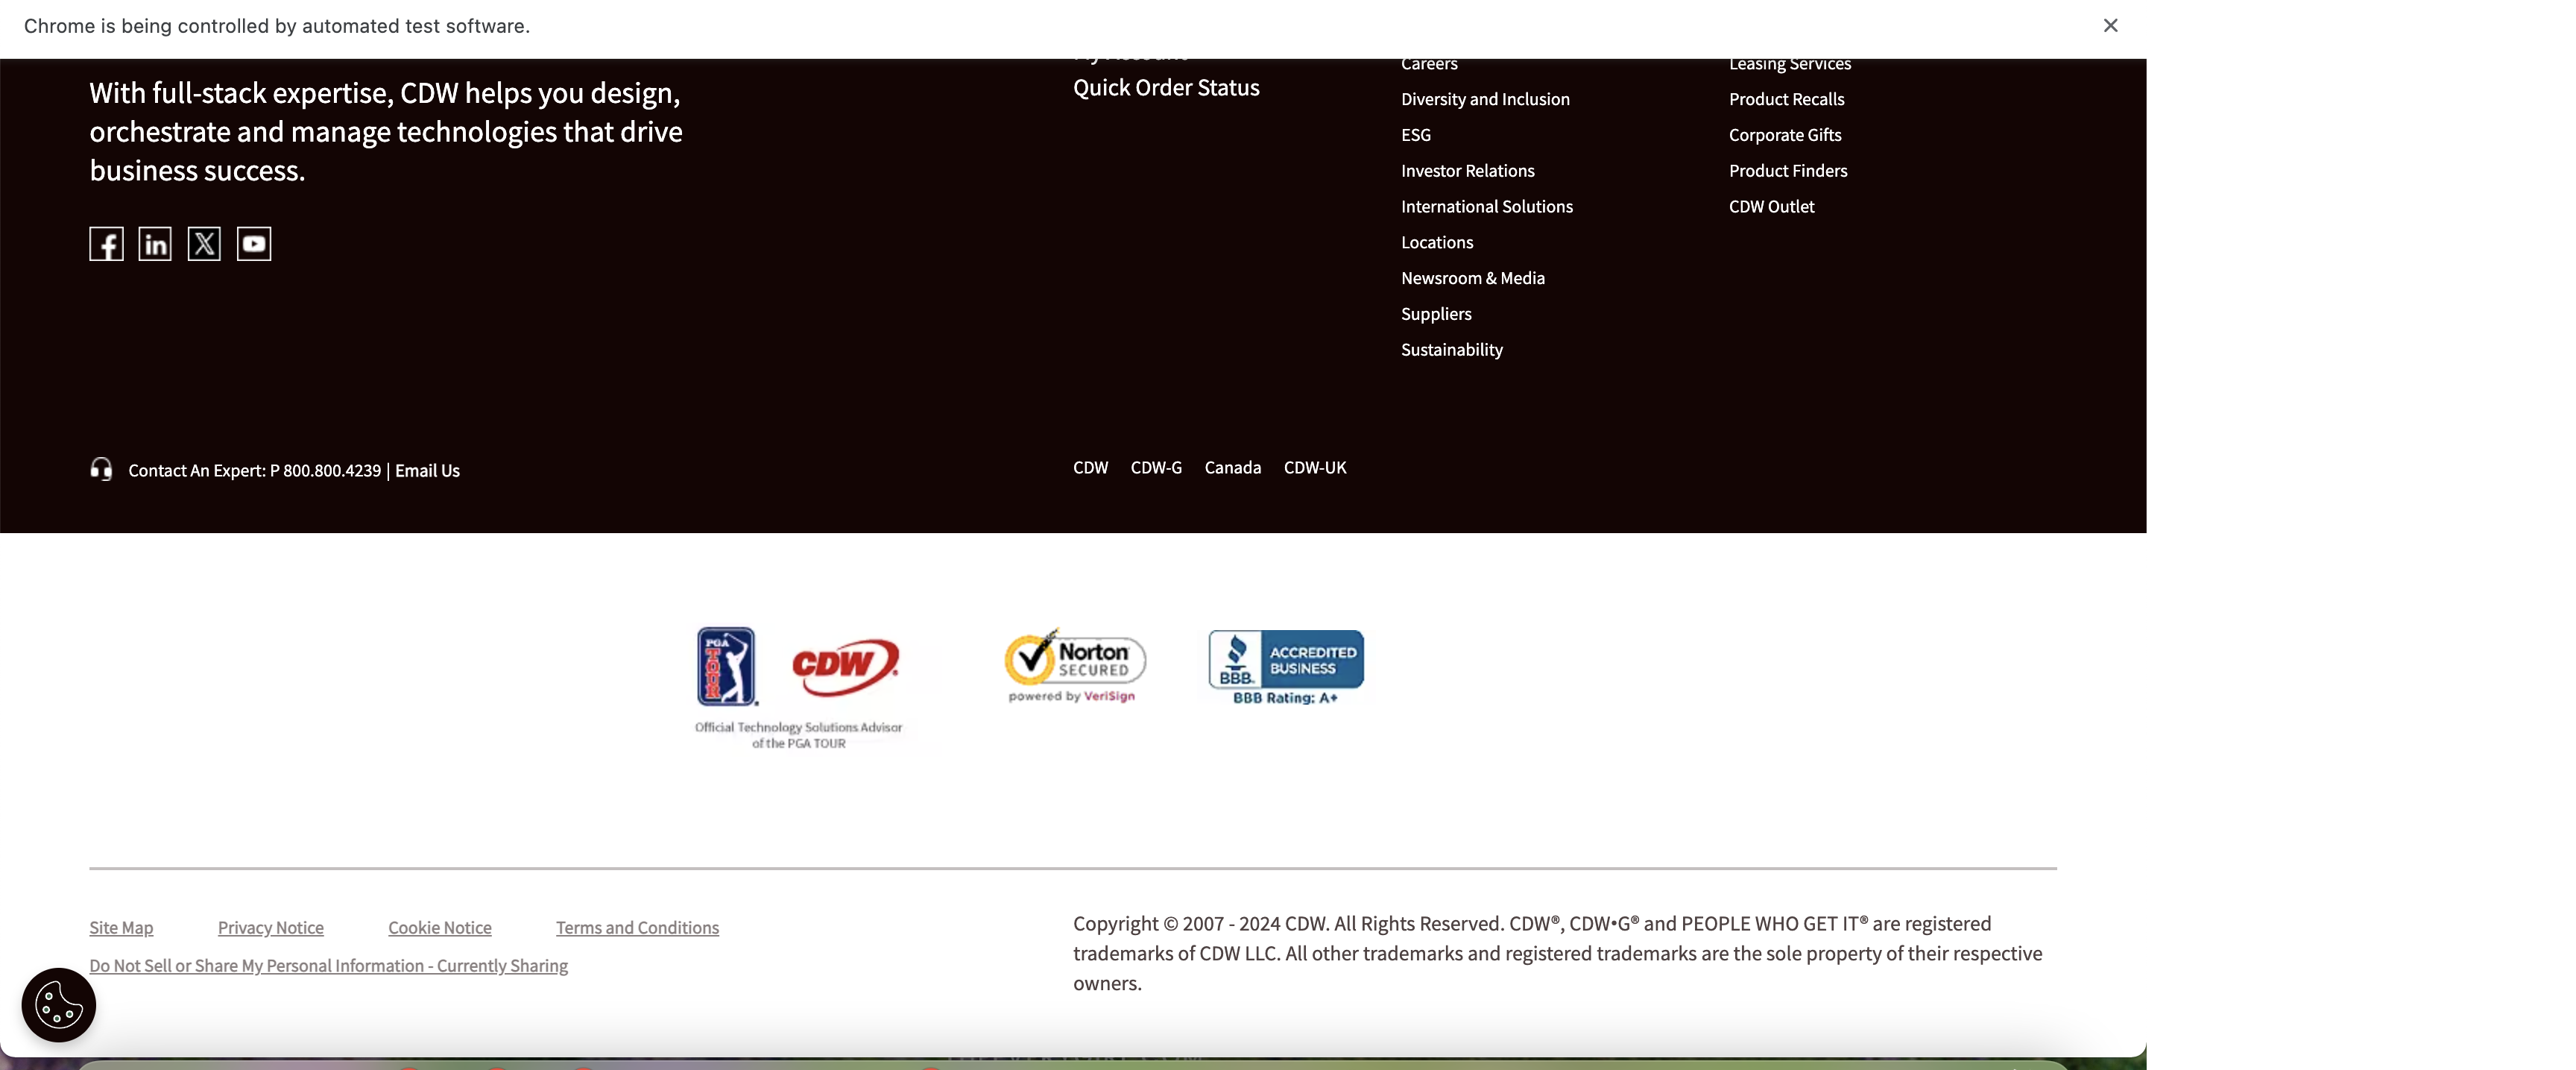 Chrome is being controlled by automated test software.
With full-stack expertise, CDW helps you design,
orchestrate and manage technologies that drive
business success.
Contact An Expert: P 800.800.4239 | Email Us
Quick Order Status
Careers
Diversity and Inclusion
ESG
Investor Relations
International Solutions
Locations
Newsroom & Media
Suppliers
Sustainability
Leasing Services
Product Recalls
Corporate Gifts
Product Finders
CDW Outlet
CDW CDW-G Canada CDW-UK
PGA TOUR
CDW
Official Technology Solutions Advisor
of the PGA TOUR
Norton
SECURED
powered by VeriSign
BBB.
ACCREDITED
BUSINESS
BBB Rating: A+
Site Map Privacy Notice Cookie Notice Terms and Conditions
Do Not Sell or Share My Personal Information - Currently Sharing
Copyright © 2007 - 2024 CDW. All Rights Reserved. CDW®, CDW•G® and PEOPLE WHO GET IT® are registered
trademarks of CDW LLC. All other trademarks and registered trademarks are the sole property of their respective
owners.